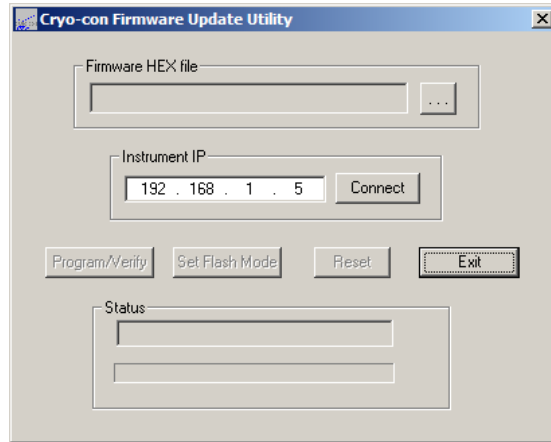 Cryo-con Firmware Update Utility
Firmware HEX file
...
Instrument IP
192 . 168 . 1 . 5 Connect
Program/Verify Set Flash Mode Reset Exit
Status